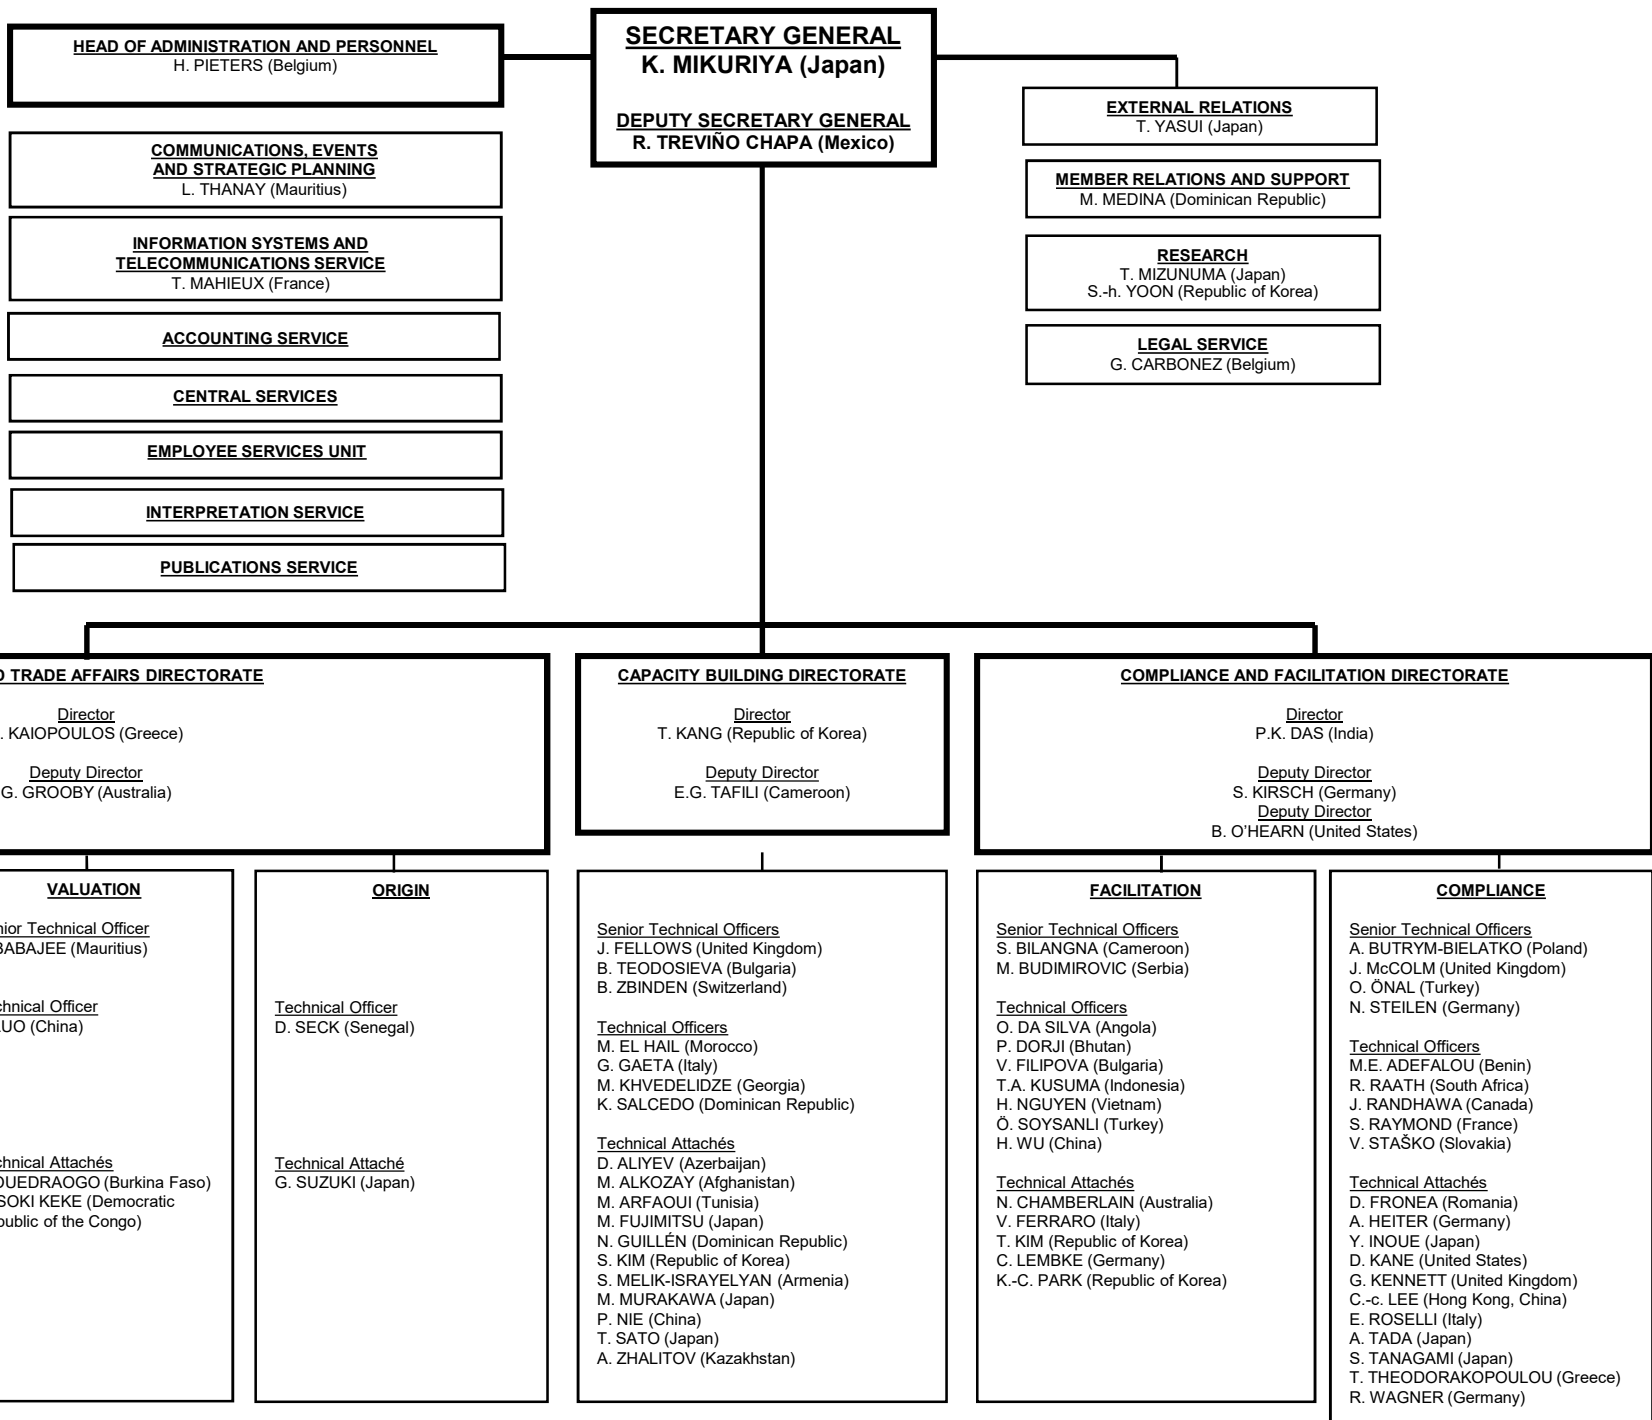 HEAD OF ADMINISTRATION AND PERSONNEL
H. PIETERS (Belgium)
SECRETARY GENERAL
K. MIKURIYA (Japan)
DEPUTY SECRETARY GENERAL
R. TREVIÑO CHAPA (Mexico)
EXTERNAL RELATIONS
T. YASUI (Japan)
COMMUNICATIONS, EVENTS
AND STRATEGIC PLANNING
L. THANAY (Mauritius)
MEMBER RELATIONS AND SUPPORT
M. MEDINA (Dominican Republic)
INFORMATION SYSTEMS AND
TELECOMMUNICATIONS SERVICE
T. MAHIEUX (France)
RESEARCH
T. MIZUNUMA (Japan)
S.-h. YOON (Republic of Korea)
ACCOUNTING SERVICE
LEGAL SERVICE
G. CARBONEZ (Belgium)
CENTRAL SERVICES
EMPLOYEE SERVICES UNIT
INTERPRETATION SERVICE
PUBLICATIONS SERVICE
TRADE AFFAIRS DIRECTORATE
Director
KAIOPOULOS (Greece)
Deputy Director
G. GROOBY (Australia)
CAPACITY BUILDING DIRECTORATE
Director
T. KANG (Republic of Korea)
Deputy Director
E.G. TAFILI (Cameroon)
COMPLIANCE AND FACILITATION DIRECTORATE
Director
P.K. DAS (India)
Deputy Director
S. KIRSCH (Germany)
Deputy Director
B. O’HEARN (United States)
VALUATION
Technical Officer
BABAJEE (Mauritius)
Officer
(China)
Attachés
OUEDRAOGO (Burkina Faso)
SOKI KEKE (Democratic
of the Congo)
ORIGIN
Technical Officer
D. SECK (Senegal)
Technical Attaché
G. SUZUKI (Japan)
Senior Technical Officers
J. FELLOWS (United Kingdom)
B. TEODOSIEVA (Bulgaria)
B. ZBINDEN (Switzerland)
Technical Officers
M. EL HAIL (Morocco)
G. GAETA (Italy)
M. KHVEDELIDZE (Georgia)
K. SALCEDO (Dominican Republic)
Technical Attachés
D. ALIYEV (Azerbaijan)
M. ALKOZAY (Afghanistan)
M. ARFAOUI (Tunisia)
M. FUJIMITSU (Japan)
N. GUILLÉN (Dominican Republic)
S. KIM (Republic of Korea)
S. MELIK-ISRAYELYAN (Armenia)
M. MURAKAWA (Japan)
P. NIE (China)
T. SATO (Japan)
A. ZHALITOV (Kazakhstan)
FACILITATION
Senior Technical Officers
S. BILANGNA (Cameroon)
M. BUDIMIROVIC (Serbia)
Technical Officers
O. DA SILVA (Angola)
P. DORJI (Bhutan)
V. FILIPOVA (Bulgaria)
T.A. KUSUMA (Indonesia)
H. NGUYEN (Vietnam)
Ö. SOYSANLI (Turkey)
H. WU (China)
Technical Attachés
N. CHAMBERLAIN (Australia)
V. FERRARO (Italy)
T. KIM (Republic of Korea)
C. LEMBKE (Germany)
K.-C. PARK (Republic of Korea)
COMPLIANCE
Senior Technical Officers
A. BUTRYM-BIELATKO (Poland)
J. McCOLM (United Kingdom)
O. ÖNAL (Turkey)
N. STEILEN (Germany)
Technical Officers
M.E. ADEFALOU (Benin)
R. RAATH (South Africa)
J. RANDHAWA (Canada)
S. RAYMOND (France)
V. STAŠKO (Slovakia)
Technical Attachés
D. FRONEA (Romania)
A. HEITER (Germany)
Y. INOUE (Japan)
D. KANE (United States)
G. KENNETT (United Kingdom)
C.-c. LEE (Hong Kong, China)
E. ROSELLI (Italy)
A. TADA (Japan)
S. TANAGAMI (Japan)
T. THEODORAKOPOULOU (Greece)
R. WAGNER (Germany)